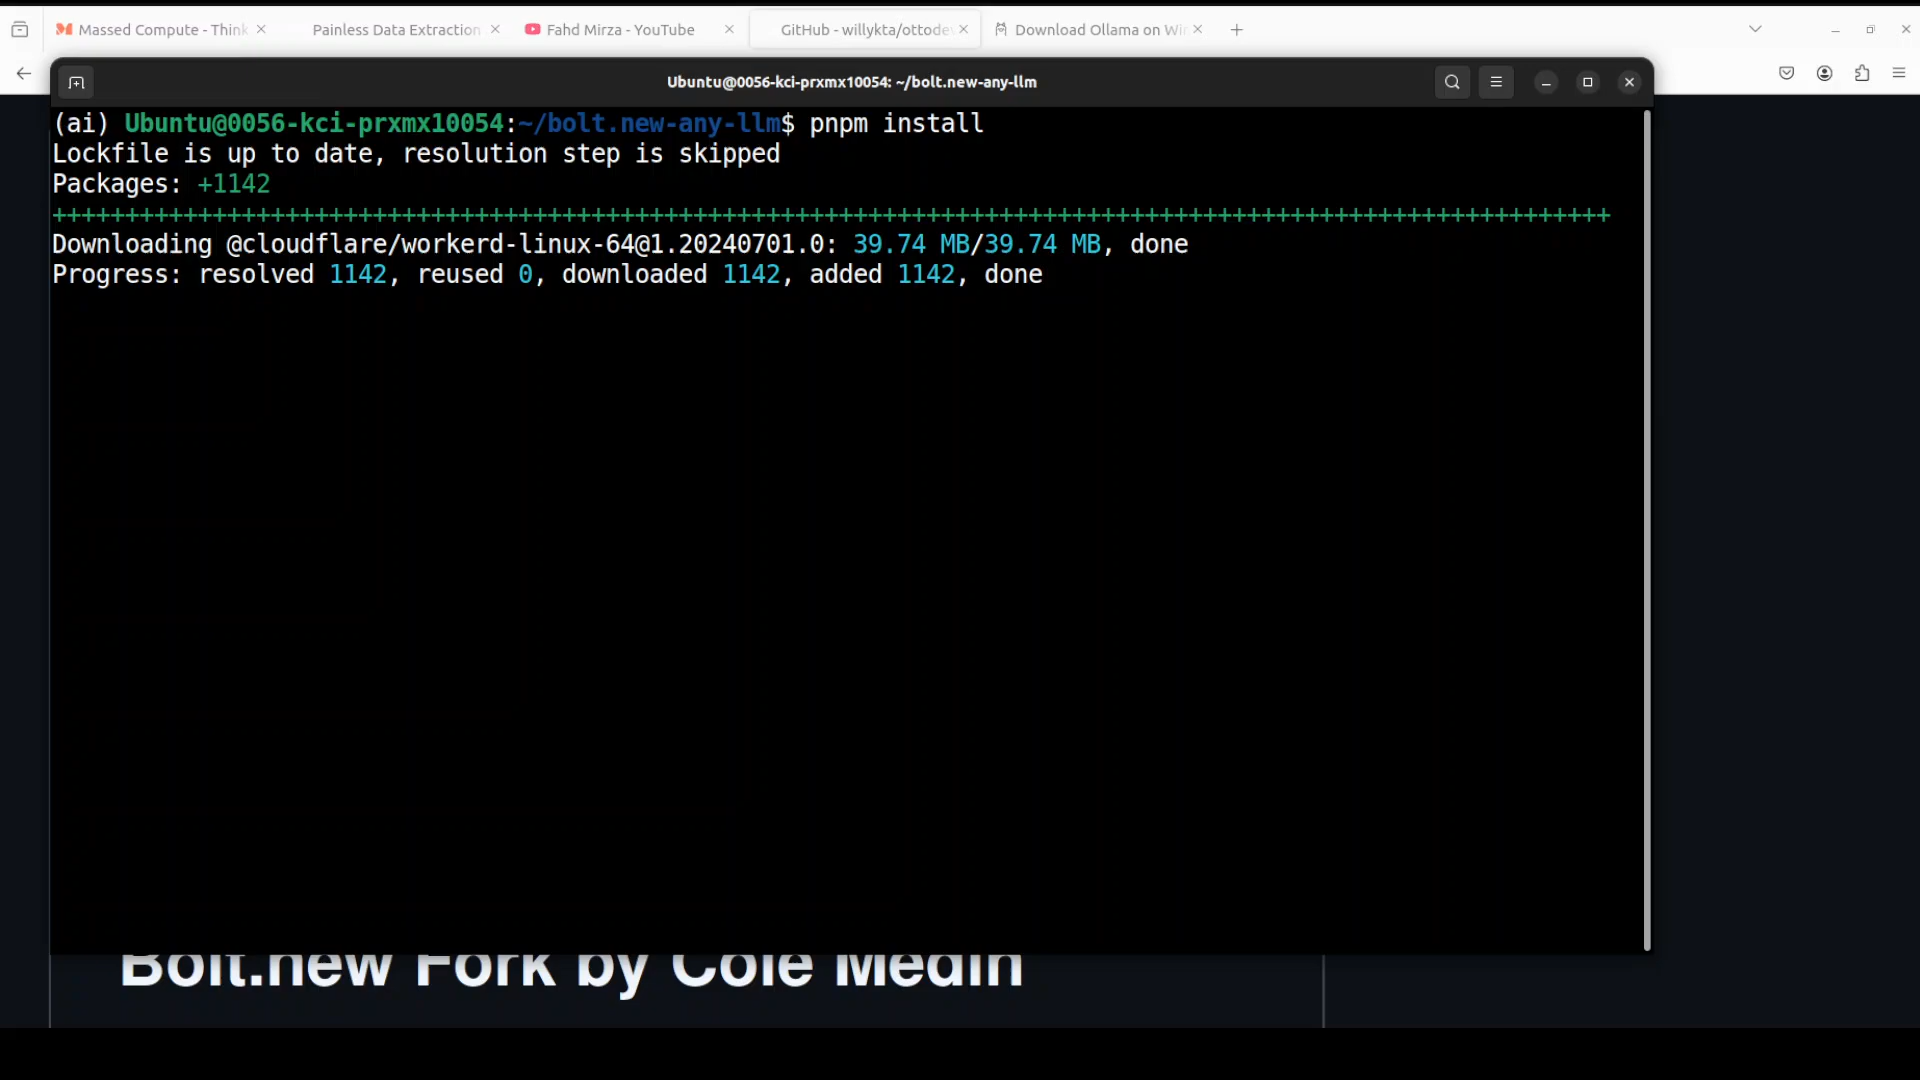 Massed Compute - Think
Painless Data Extraction
Fahd Mirza - YouTube
GitHub - willykta/ottode
Download Ollama on Wi
Ubuntu@0056-kci-prxmx10054: ~/bolt.new-any-llm
(ai) Ubuntu@0056-kci-prxmx10054:~/bolt.new-any-llm$ pnpm install
Lockfile is up to date, resolution step is skipped
Packages: +1142
++++++++++++++++++++++++++++++++++++++++++++++++++++++++++++++++++++++++++++++++++++++++++++++++++++++++++++
Downloading @cloudflare/workerd-linux-64@1.20240701.0: 39.74 MB/39.74 MB, done
Progress: resolved 1142, reused 0, downloaded 1142, added 1142, done
Bolt.new Fork by Cole Medin